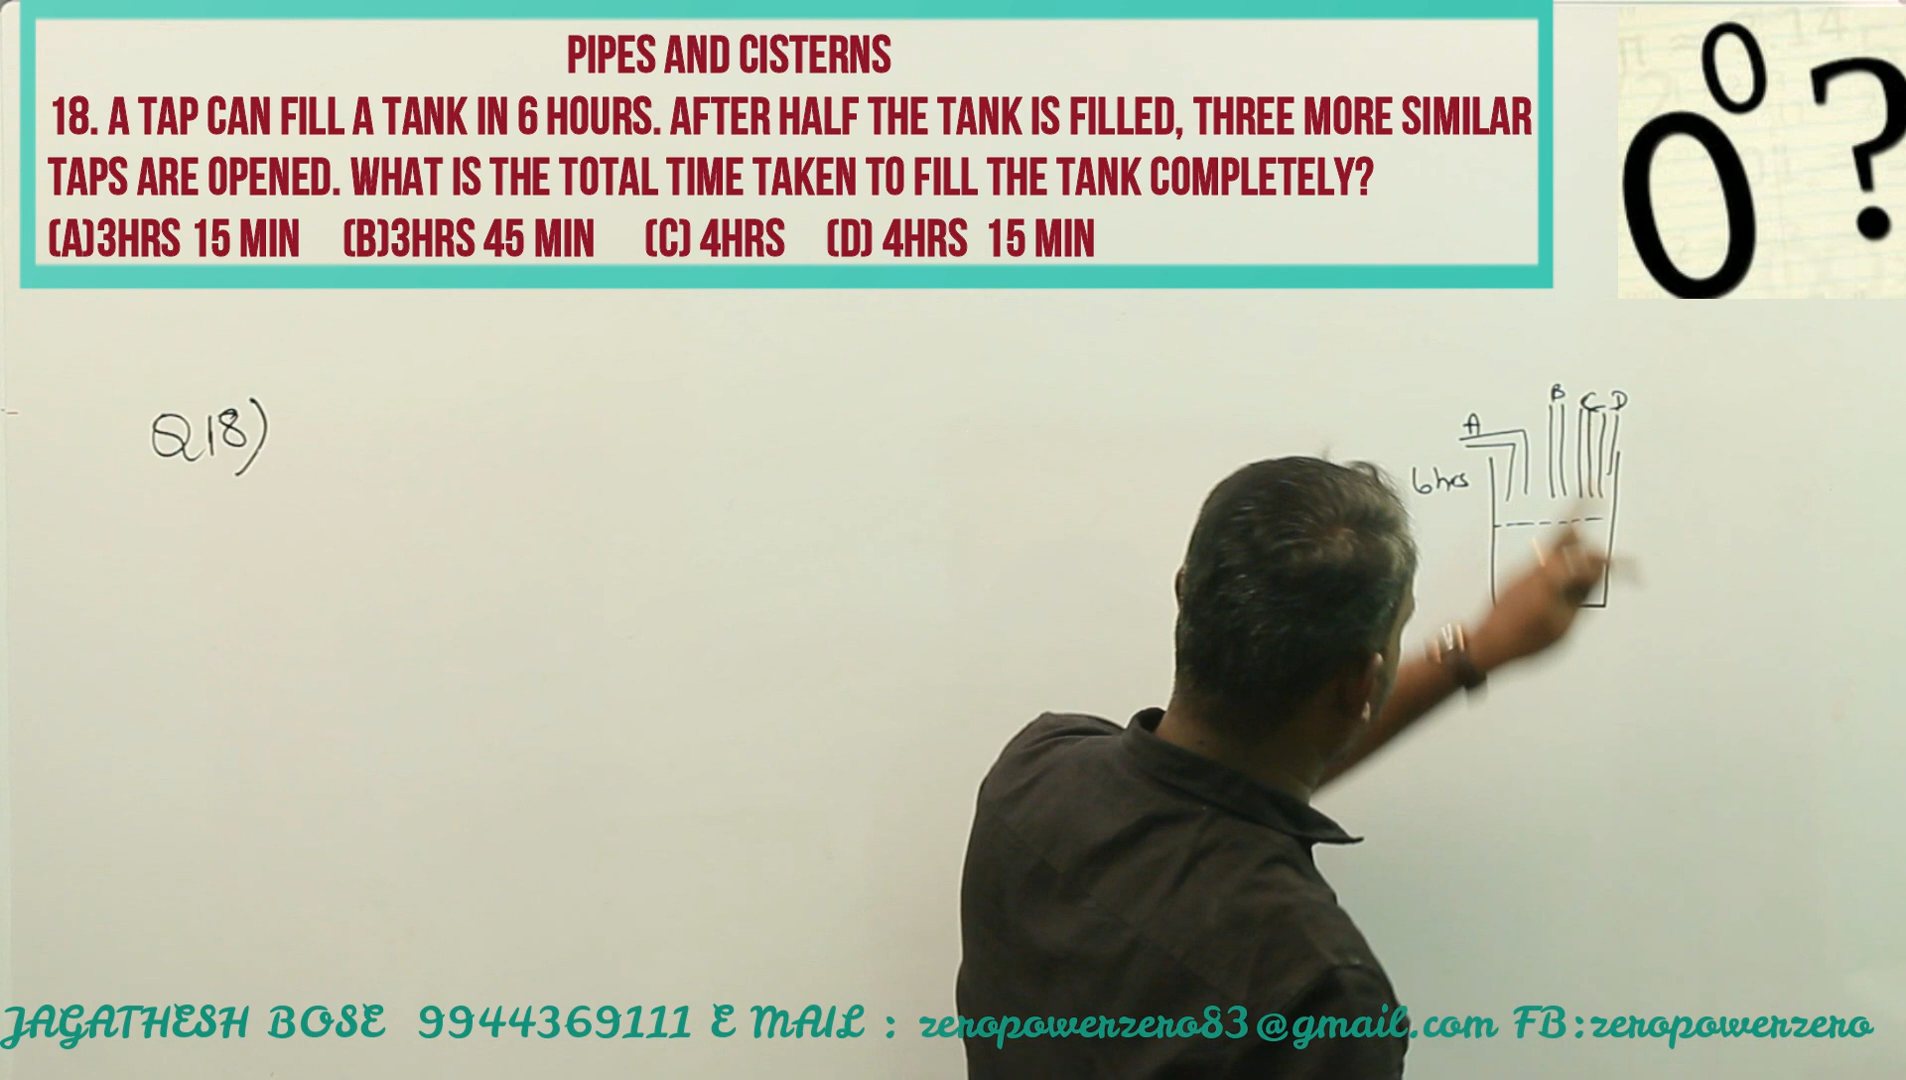 PIPES AND CISTERNS
18. A TAP CAN FILL A TANK IN 6 HOURS. AFTER HALF THE TANK IS FILLED, THREE MORE SIMILAR
TAPS ARE OPENED. WHAT IS THE TOTAL TIME TAKEN TO FILL THE TANK COMPLETELY?
(A)3HRS 15 MIN (B)3HRS 45 MIN (C) 4HRS (D) 4HRS 15 MIN
0⁰ ?
Q18)
A B C D
6hrs
JAGATHESH BOSE 9944369111 E MAIL : zeropowerzero83@gmail.com FB:zeropowerzero